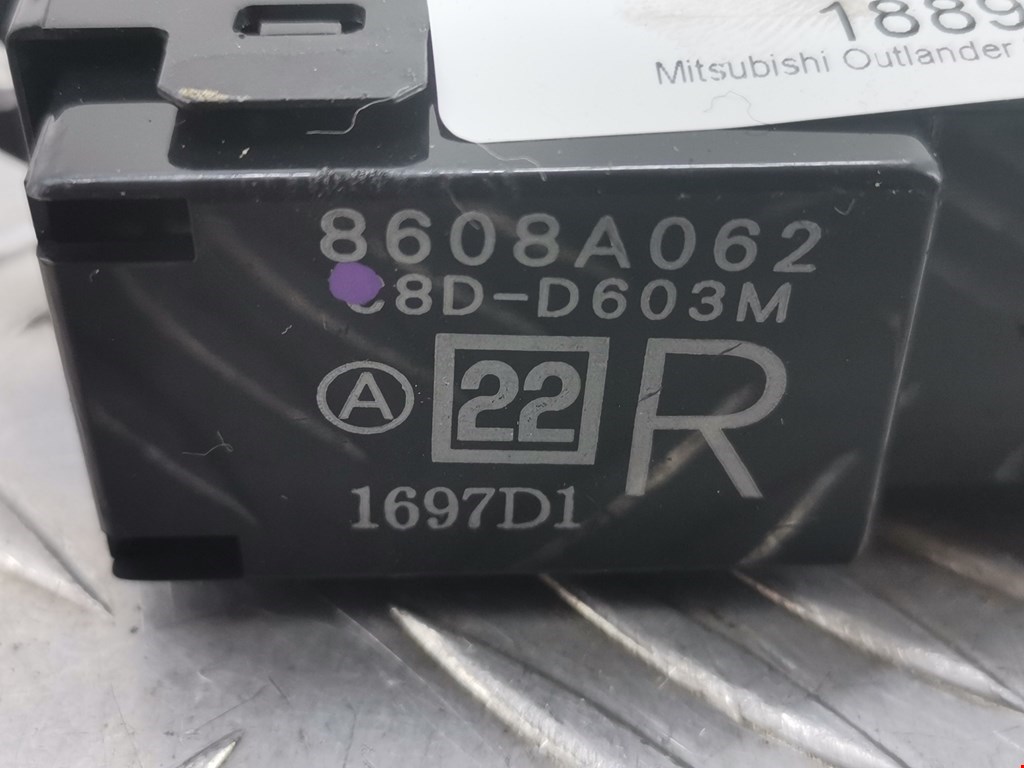 1889
Mitsubishi Outlander
8608A062
8D-D603M
A 22 R
1697D1